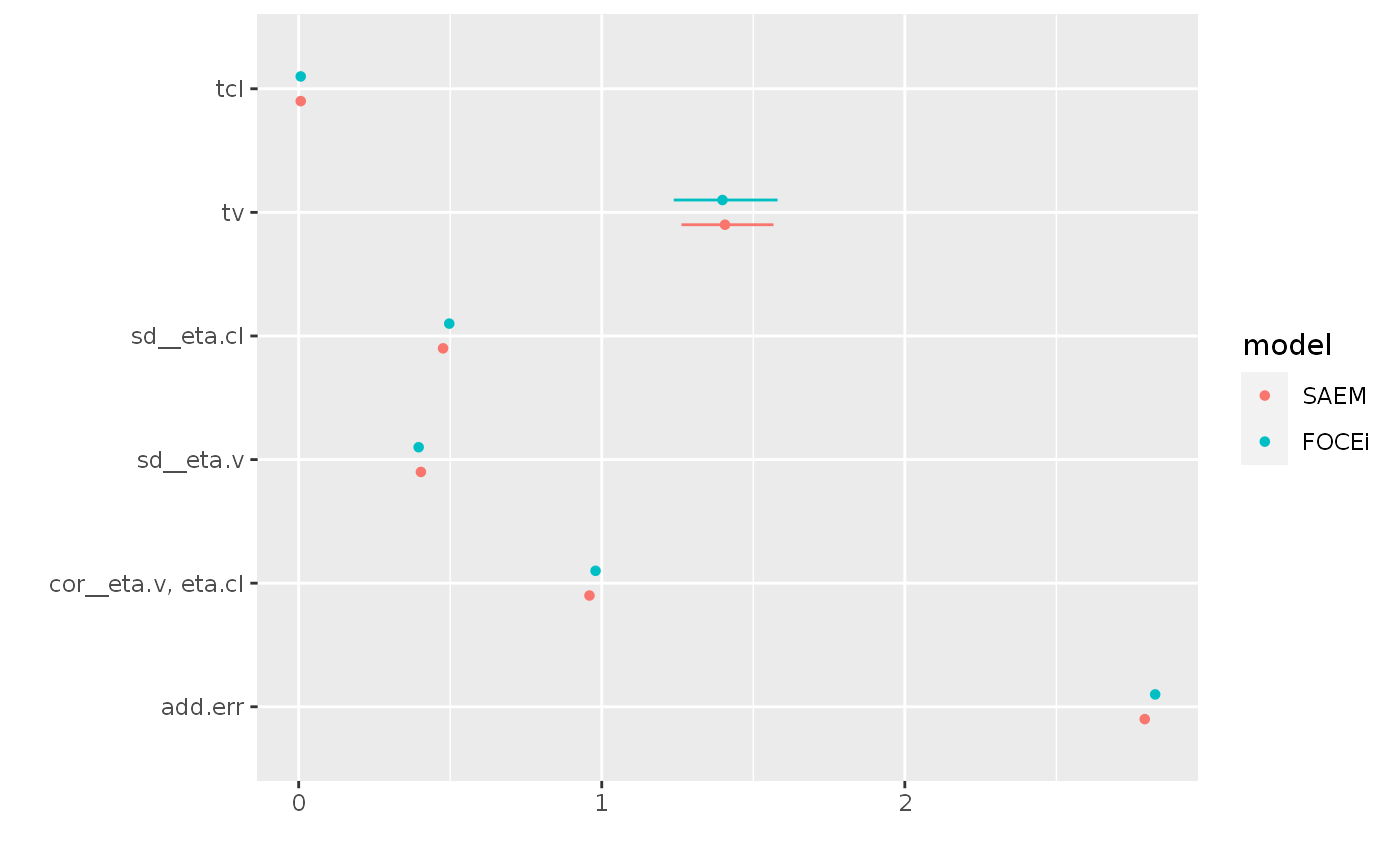 tcl
tv
sd__eta.cl
sd__eta.v
cor__eta.v, eta.cl
add.err
0
1
2
model
SAEM
FOCEi